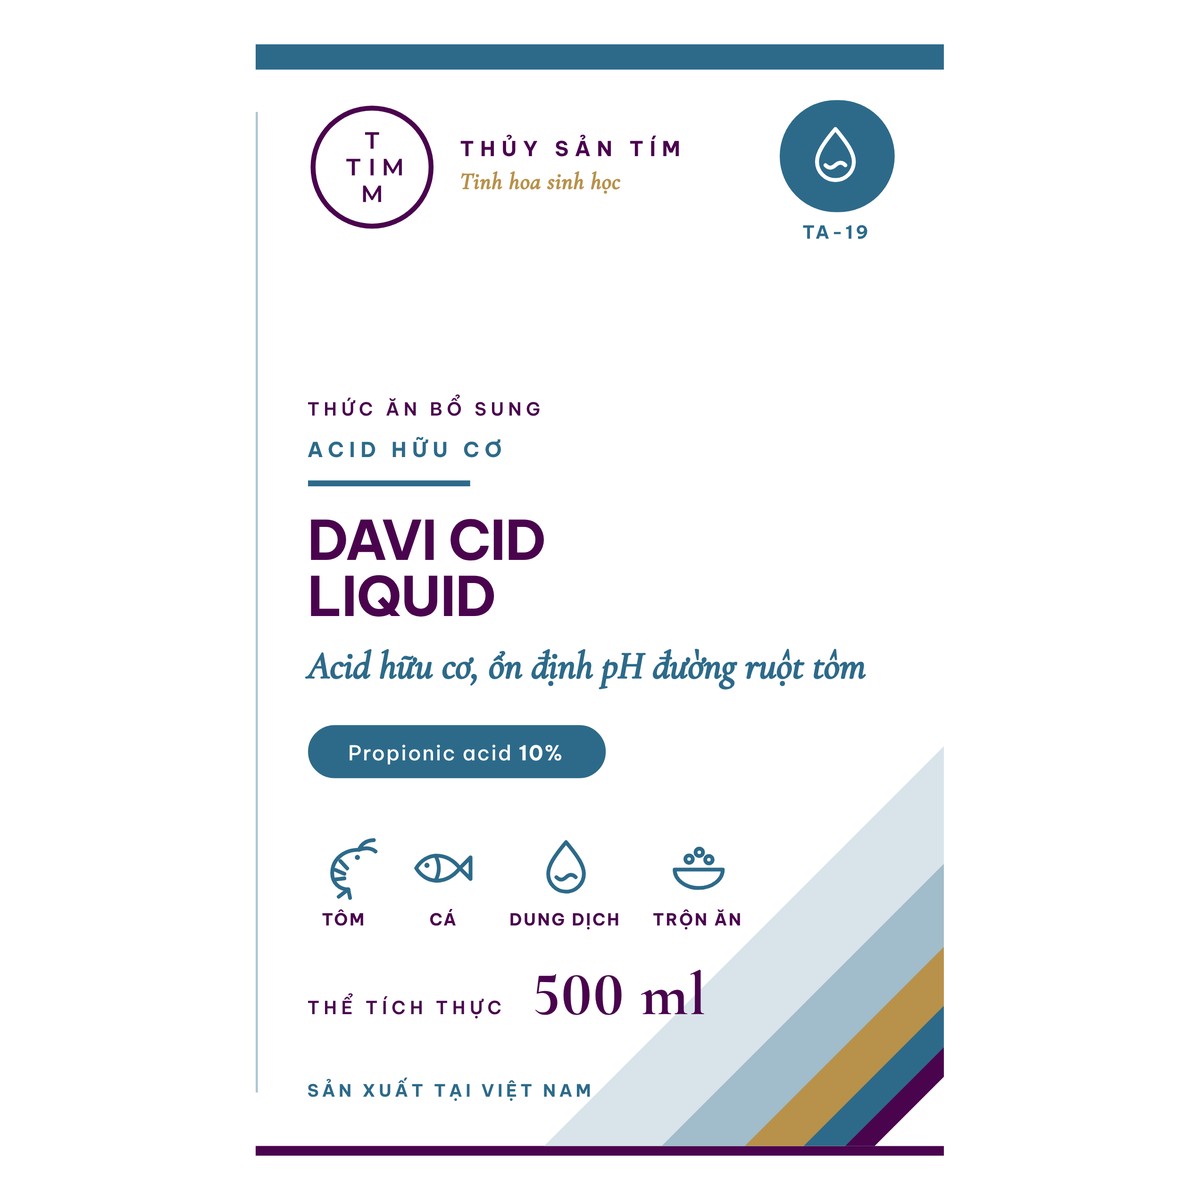 T
TIM
M
THỦY SẢN TÍM
Tinh hoa sinh học
TA-19
THỨC ĂN BỔ SUNG
ACID HỮU CƠ
DAVI CID
LIQUID
Acid hữu cơ, ổn định pH đường ruột tôm
Propionic acid 10%
TÔM
CÁ
DUNG DỊCH
TRỘN ĂN
THỂ TÍCH THỰC 500 ml
SẢN XUẤT TẠI VIỆT NAM